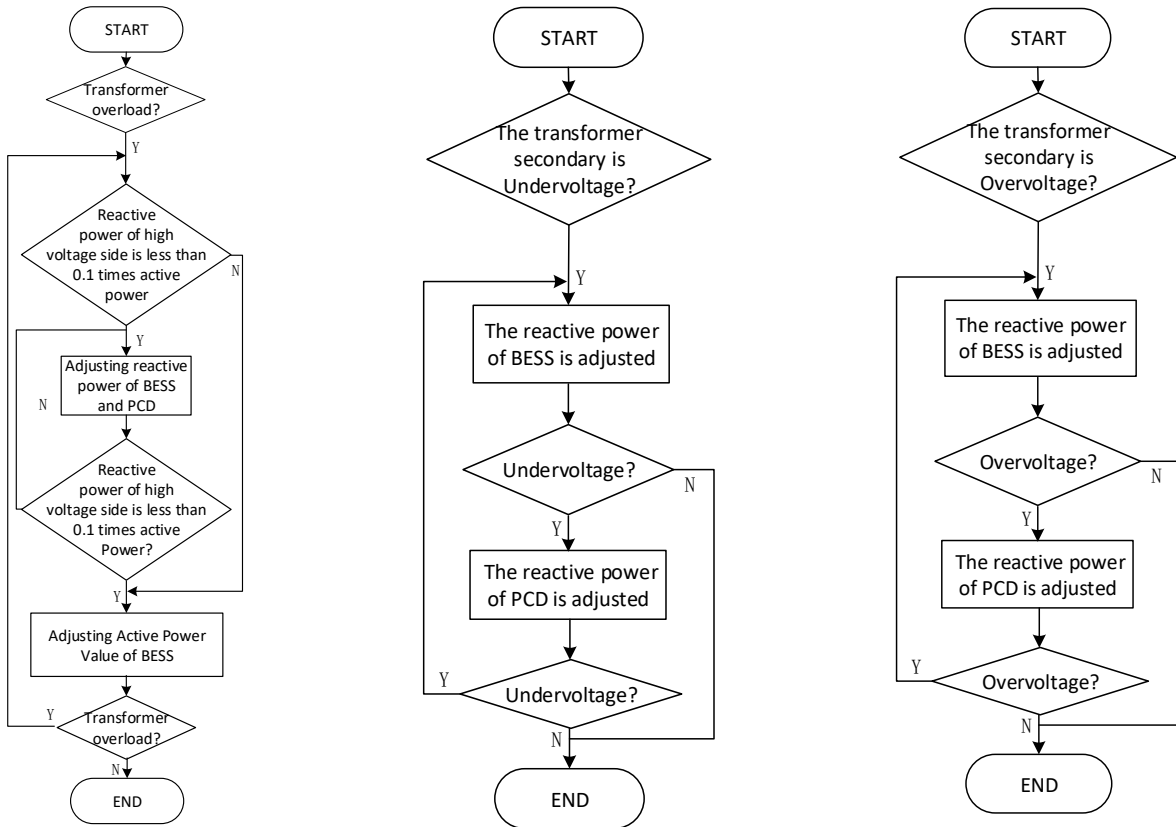 START
Transformer
overload?
Y
Reactive
power of high
voltage side is less than
0.1 times active
power
N
Y
Adjusting reactive
power of BESS
and PCD
N
Reactive
power of high
voltage side is less than
0.1 times active
Power?
Y
Adjusting Active Power
Value of BESS
Y
Transformer
overload?
N
END
START
The transformer
secondary is
Undervoltage?
Y
The reactive power
of BESS is adjusted
Undervoltage?
N
Y
The reactive power
of PCD is adjusted
Y
Undervoltage?
N
END
START
The transformer
secondary is
Overvoltage?
Y
The reactive power
of BESS is adjusted
Overvoltage?
N
Y
The reactive power
of PCD is adjusted
Y
Overvoltage?
N
END